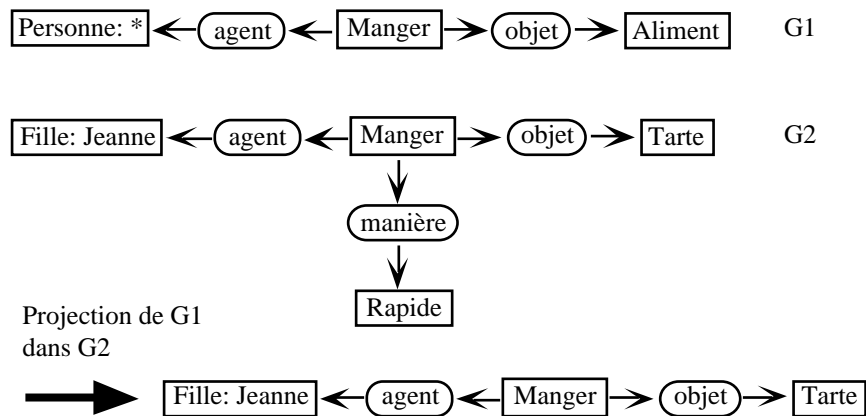 Personne: * agent Manger objet Aliment G1
Fille: Jeanne agent Manger objet Tarte G2
manière
Rapide
Projection de G1
dans G2
Fille: Jeanne agent Manger objet Tarte